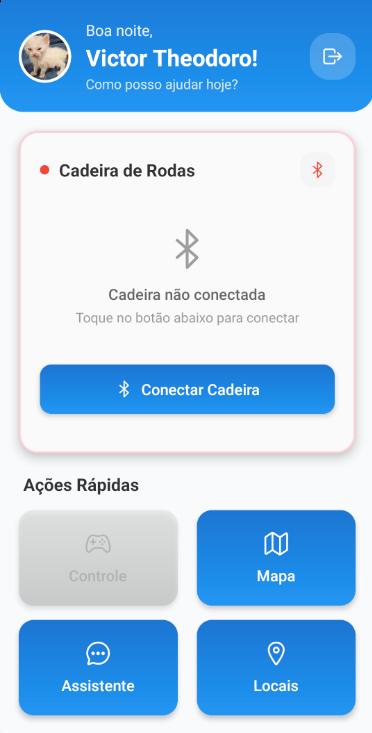 Boa noite,
Victor Theodoro!
Como posso ajudar hoje?
Cadeira de Rodas
Cadeira não conectada
Toque no botão abaixo para conectar
Conectar Cadeira
Ações Rápidas
Controle
Mapa
Assistente
Locais